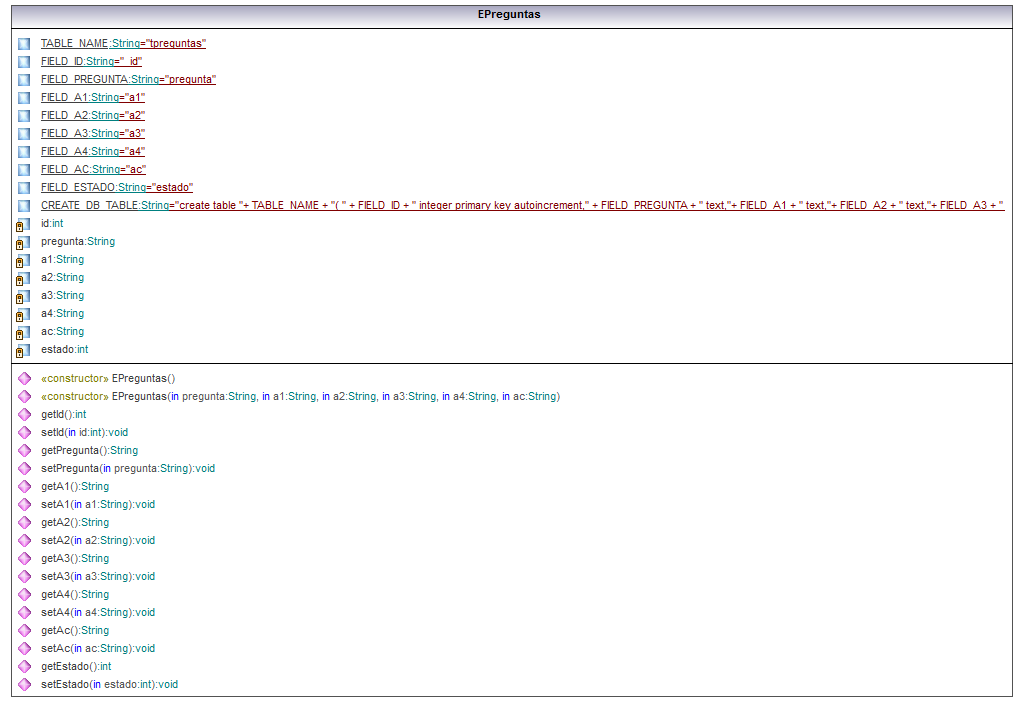 EPreguntas
TABLE_NAME:String="tpreguntas"
FIELD_ID:String="_id"
FIELD_PREGUNTA:String="pregunta"
FIELD_A1:String="a1"
FIELD_A2:String="a2"
FIELD_A3:String="a3"
FIELD_A4:String="a4"
FIELD_AC:String="ac"
FIELD_ESTADO:String="estado"
CREATE_DB_TABLE:String="create table "+ TABLE_NAME + "( " + FIELD_ID + " integer primary key autoincrement," + FIELD_PREGUNTA + " text,"+ FIELD_A1 + " text,"+ FIELD_A2 + " text,"+ FIELD_A3 + "
id:int
pregunta:String
a1:String
a2:String
a3:String
a4:String
ac:String
estado:int
«constructor» EPreguntas()
«constructor» EPreguntas(in pregunta:String, in a1:String, in a2:String, in a3:String, in a4:String, in ac:String)
getId():int
setId(in id:int):void
getPregunta():String
setPregunta(in pregunta:String):void
getA1():String
setA1(in a1:String):void
getA2():String
setA2(in a2:String):void
getA3():String
setA3(in a3:String):void
getA4():String
setA4(in a4:String):void
getAc():String
setAc(in ac:String):void
getEstado():int
setEstado(in estado:int):void